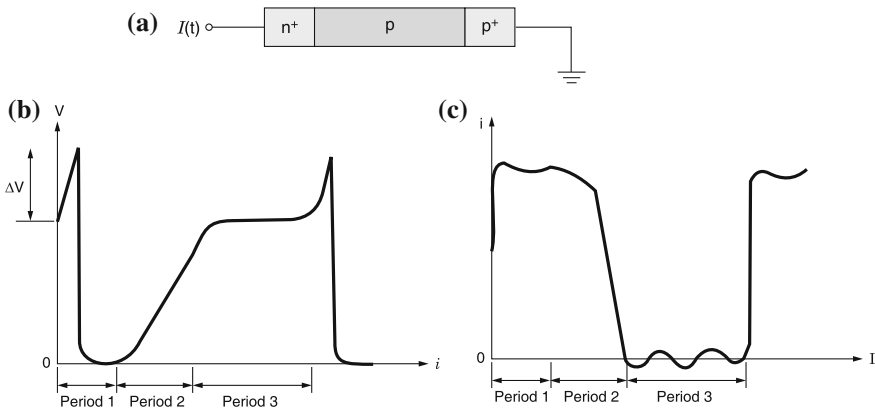 (a) I(t) n⁺ p p⁺
(b) V
ΔV
0
i
Period 1 Period 2 Period 3
(c) i
0
I
Period 1 Period 2 Period 3